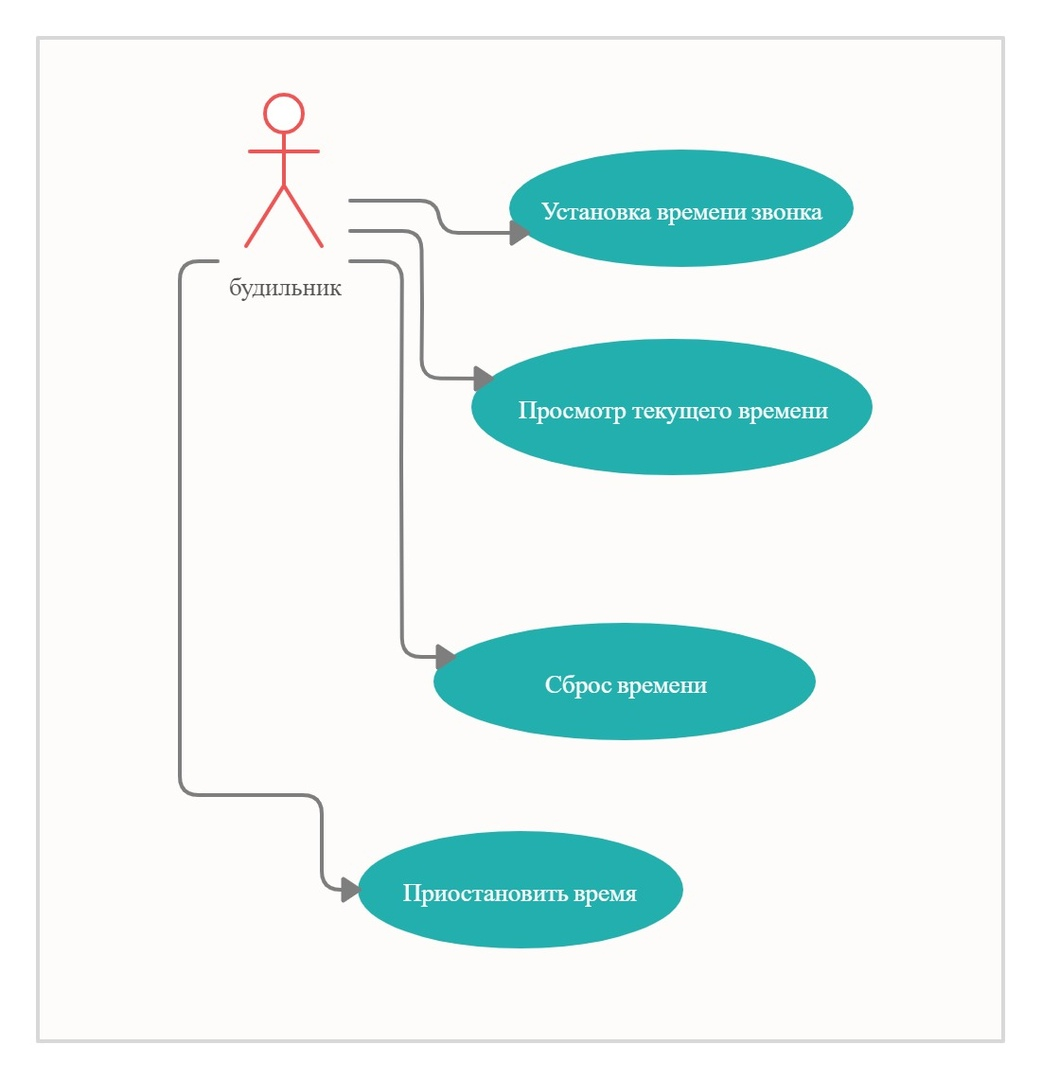 Установка времени звонка
будильник
Просмотр текущего времени
Сброс времени
Приостановить время